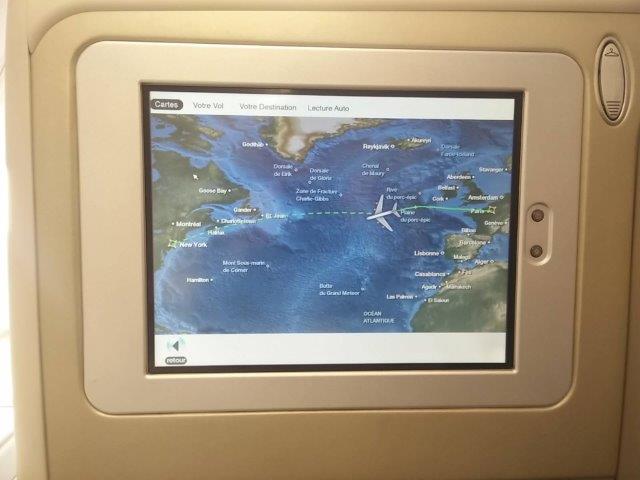 Cartes Votre Vol Votre Destination Lecture Auto
Godthåb
Reykjavik
Akureyri
Dorsale
de Erik
Dorsale
de Gloria
Chenal
de Maury
Dorsale
Faroe-Iceland
Stavanger
Aberdeen
Goose Bay
Zone de Fracture
Charlie-Gibbs
Rive
du porc-épic
Belfast
Cork
Amsterdam
Paris
Gander
St. Jean
Plaine
du porc-épic
Montréal
Charlottetown
Halifax
Genève
New York
Barcelone
Lisbonne
Malaga
Alger
Mont Sous-marin
de Corner
Casablanca
Fes
Hamilton
Butte
du Grand Meteor
Agadir
Marrakech
Las Palmas
El Aaiun
OCÉAN
ATLANTIQUE
retour